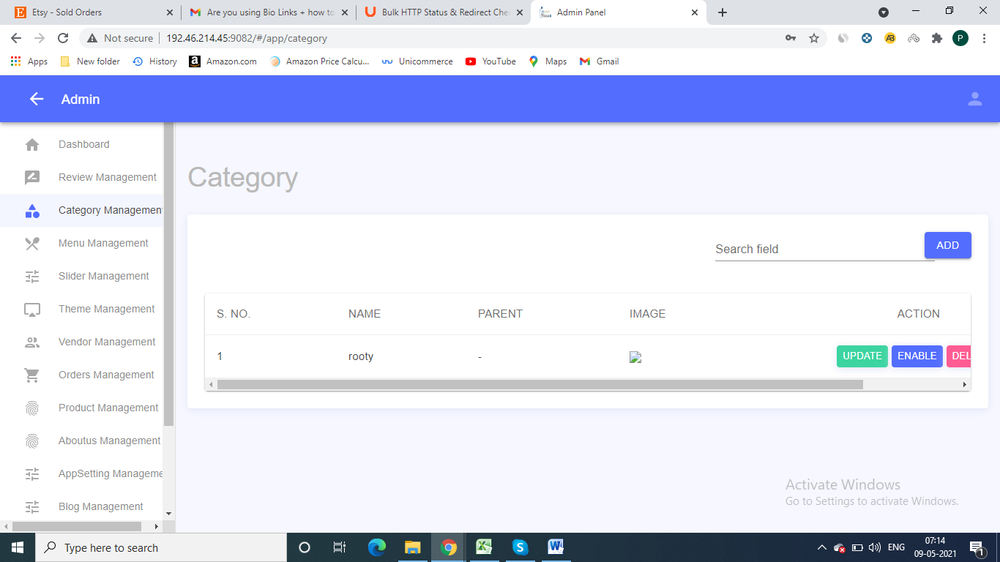 Etsy - Sold Orders
Are you using Bio Links + how to
Bulk HTTP Status & Redirect Che
Admin Panel
Not secure
192.46.214.45:9082/#/app/category
AB
P
Apps
New folder
History
Amazon.com
Amazon Price Calcu...
Unicommerce
YouTube
Maps
Gmail
Admin
Dashboard
Review Management
Category Managemen
Menu Management
Slider Management
Theme Management
Vendor Management
Orders Management
Product Management
Aboutus Management
AppSetting Manageme
Blog Management
Category
Search field
ADD
S. NO. NAME PARENT IMAGE ACTION
1 rooty - UPDATE ENABLE DEL
Activate Windows
Go to Settings to activate Windows.
Type here to search
ENG
07:14
09-05-2021
1